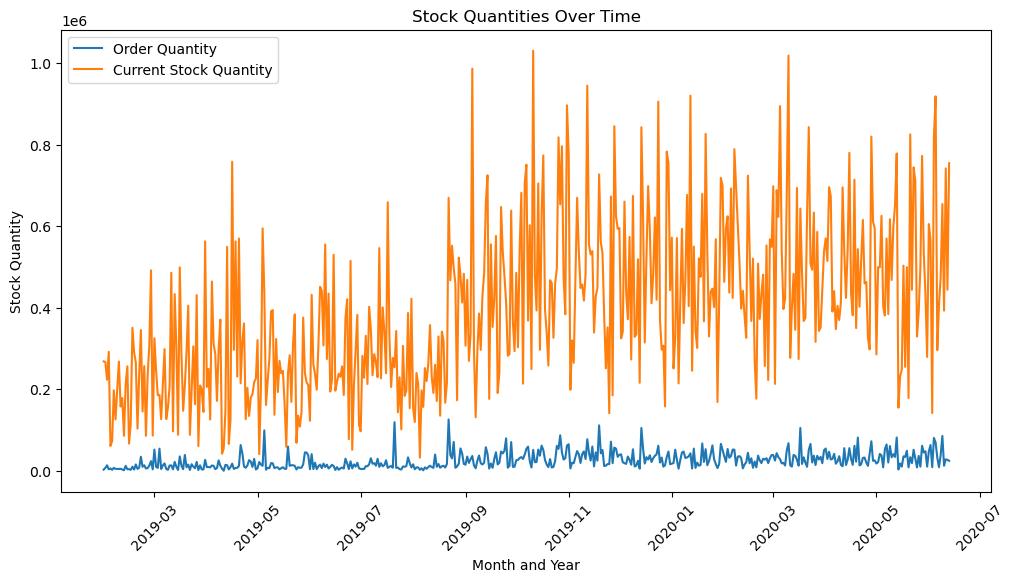 Stock Quantities Over Time
1e6
Order Quantity
Current Stock Quantity
1.0
0.8
0.6
0.4
0.2
0.0
Stock Quantity
2019-03
2019-05
2019-07
2019-09
2019-11
2020-01
2020-03
2020-05
2020-07
Month and Year